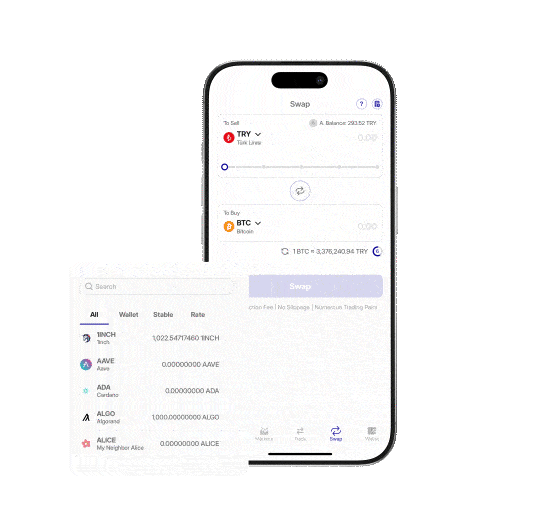 Swap
?
To Sell
A. Balance: 293.52 TRY
TRY
0.00
Türk Lirası
To Buy
BTC
0.00
Bitcoin
1 BTC = 3,376,240.94 TRY
Swap
No Slippage | Numerous Trading Pairs
Search
All Wallet Stable Rate
1INCH 1,022.54717460 1INCH
1inch
AAVE 0.00000000 AAVE
Aave
ADA 0.00000000 ADA
Cardano
ALGO 1,000.00000000 ALGO
Algorand
ALICE 0.00000000 ALICE
My Neighbor Alice
Markets Trade Swap Wallet